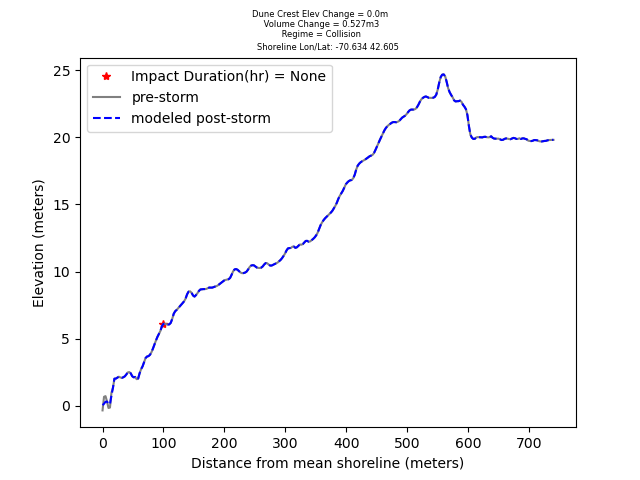 Dune Crest Elev Change = 0.0m
Volume Change = 0.527m3
Regime = Collision
Shoreline Lon/Lat: -70.634 42.605
Impact Duration(hr) = None
pre-storm
modeled post-storm
25
20
15
10
5
0
Elevation (meters)
0 100 200 300 400 500 600 700
Distance from mean shoreline (meters)